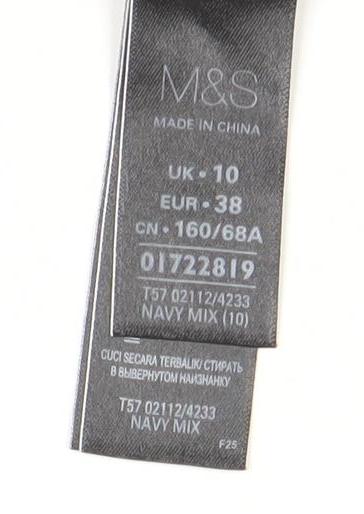 M&S
MADE IN CHINA
UK • 10
EUR • 38
CN • 160/68A
01722819
T57 02112/4233
NAVY MIX (10)
CUCI SECARA TERBALIK/ СТИРАТЬ
В ВЫВЕРНУТОМ НАИЗНАНКУ
T57 02112/4233
NAVY MIX
F25